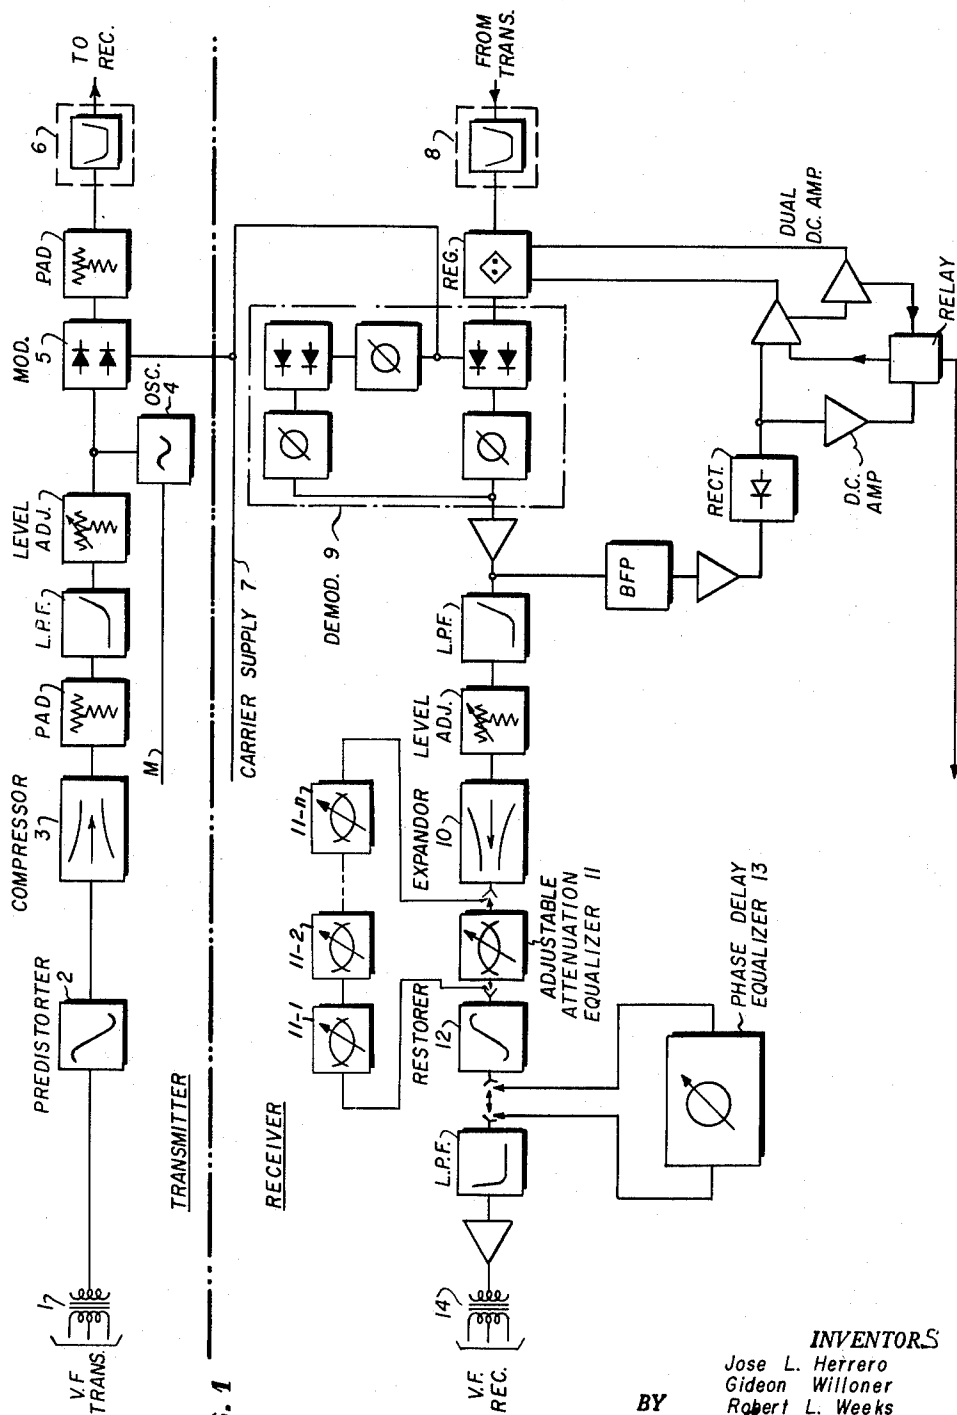 V.F.
TRANS.
1
PREDISTORTER
2
COMPRESSOR
3
PAD
L.P.F.
LEVEL
ADJ.
OSC.
4
MOD.
5
PAD
6
TO
REC.
M
TRANSMITTER
RECEIVER
CARRIER SUPPLY 7
DEMOD. 9
11-1
11-2
11-n
V.F.
REC.
14
L.P.F.
RESTORER
12
ADJUSTABLE
ATTENUATION
EQUALIZER 11
EXPANDOR
10
LEVEL
ADJ.
L.P.F.
REG.
8
FROM
TRANS.
PHASE DELAY
EQUALIZER 13
BFP
RECT.
D.C.
AMP
DUAL
D.C. AMP.
RELAY
1
INVENTORS
Jose L. Herrero
Gideon Willoner
Robert L. Weeks
BY